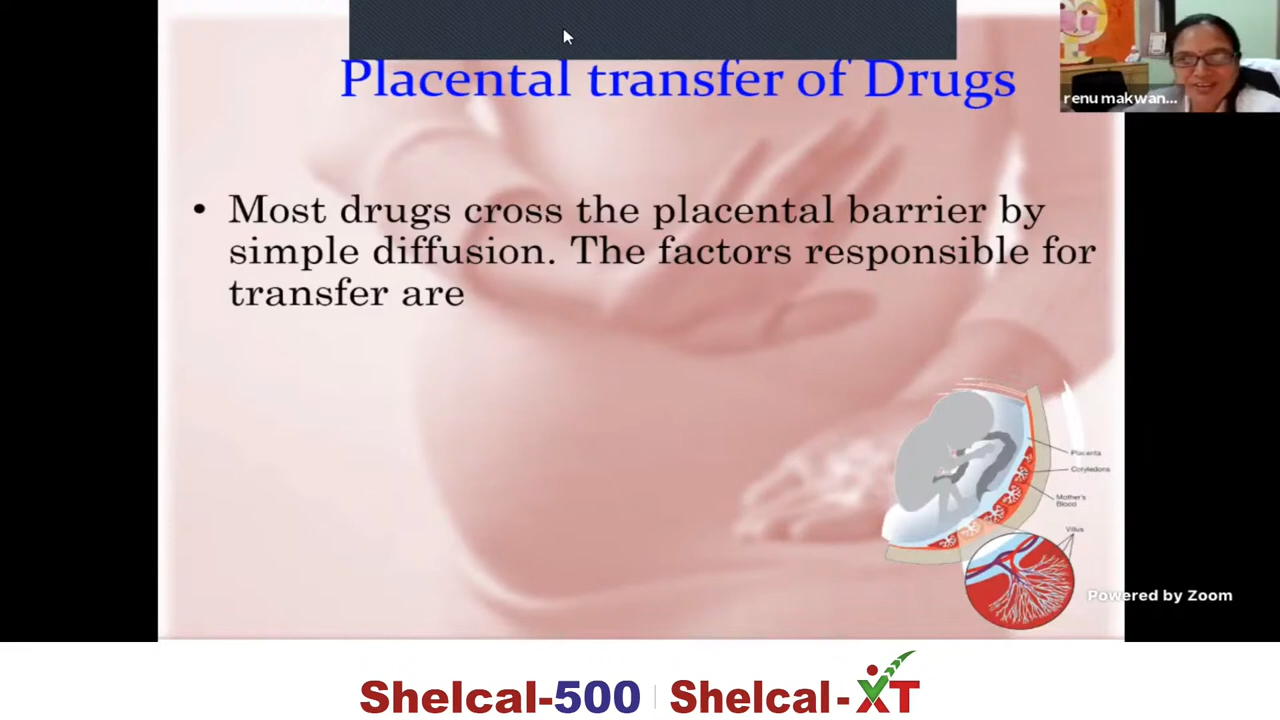 Placental transfer of Drugs
renu makwan...
• Most drugs cross the placental barrier by
simple diffusion. The factors responsible for
transfer are
Placenta
Cotyledons
Mother's
Blood
Villus
Powered by Zoom
Shelcal-500 Shelcal-XT